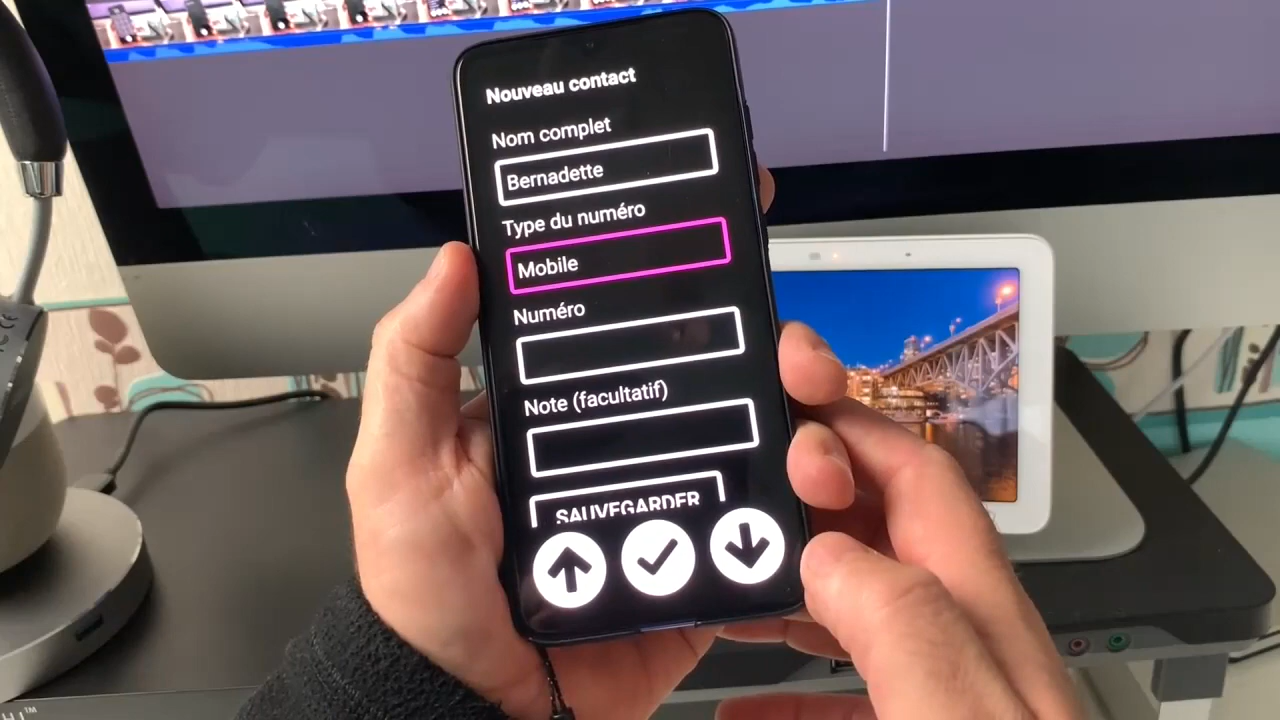 Nouveau contact
Nom complet
Bernadette
Type du numéro
Mobile
Numéro
Note (facultatif)
SAUVEGARDER